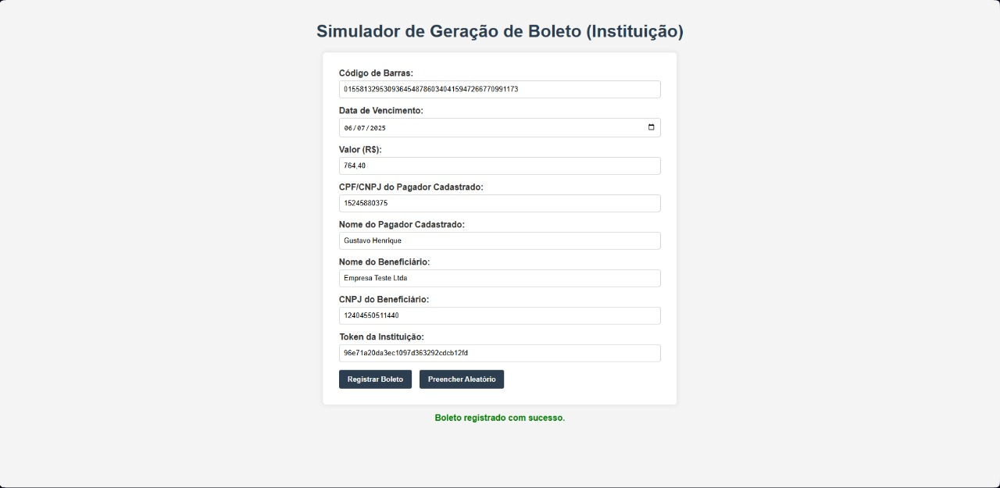 Simulador de Geração de Boleto (Instituição)
Código de Barras:
01558132953093645487860340415947266770991173
Data de Vencimento:
06/07/2025
Valor (R$):
764,40
CPF/CNPJ do Pagador Cadastrado:
15245880375
Nome do Pagador Cadastrado:
Gustavo Henrique
Nome do Beneficiário:
Empresa Teste Ltda
CNPJ do Beneficiário:
12404550511440
Token da Instituição:
96e71a20da3ec1097d363292cdcb12fd
Registrar Boleto Preencher Aleatório
Boleto registrado com sucesso.